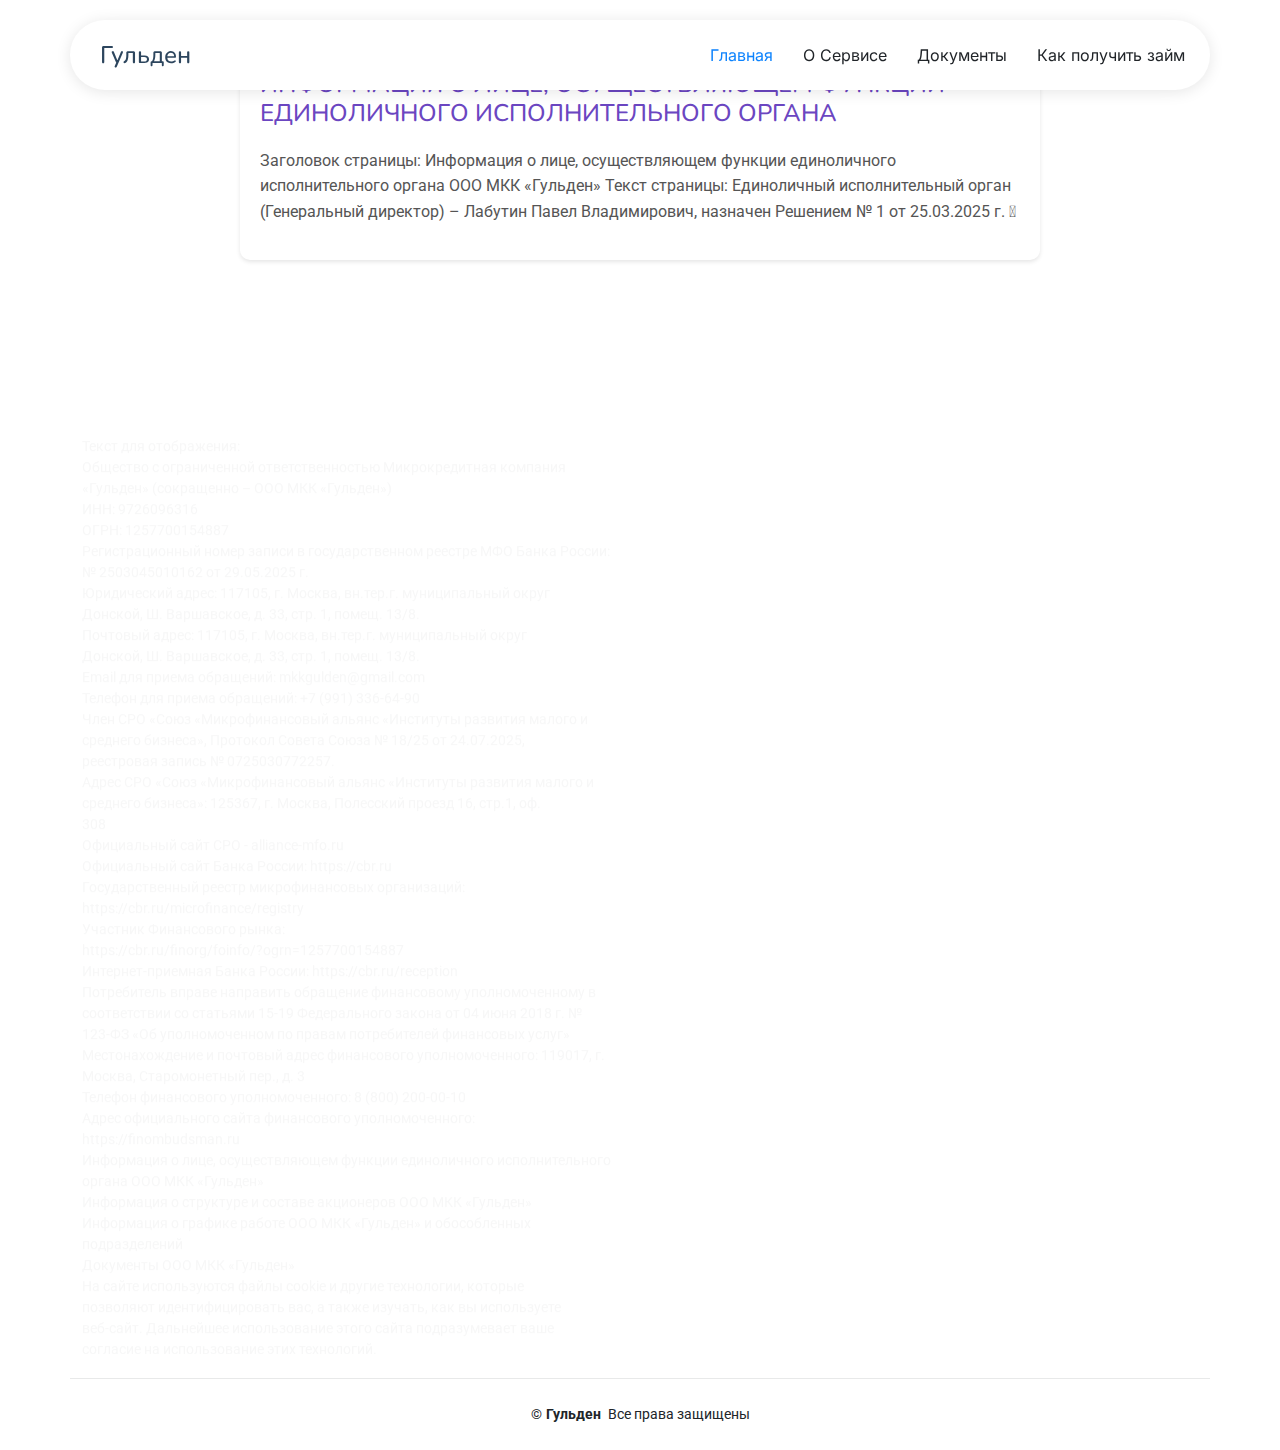 Гульден
Главная
О Сервисе
Документы
Как получить займ
ИНФОРМАЦИЯ О ЛИЦЕ, ОСУЩЕСТВЛЯЮЩЕМ ФУНКЦИИ
ЕДИНОЛИЧНОГО ИСПОЛНИТЕЛЬНОГО ОРГАНА
Заголовок страницы: Информация о лице, осуществляющем функции единоличного
исполнительного органа ООО МКК «Гульден» Текст страницы: Единоличный исполнительный орган
(Генеральный директор) – Лабутин Павел Владимирович, назначен Решением № 1 от 25.03.2025 г.
Текст для отображения:
Общество с ограниченной ответственностью Микрокредитная компания
«Гульден» (сокращенно – ООО МКК «Гульден»)
ИНН: 9726096316
ОГРН: 1257700154887
Регистрационный номер записи в государственном реестре МФО Банка России
№ 2503045010162 от 29.05.2025 г.
Юридический адрес: 117105, г. Москва, вн.тер.г. муниципальный округ
Донской, Ш. Варшавское, д. 33, стр. 1, помещ. 13/8
Почтовый адрес: 117105, г. Москва, вн.тер.г. муниципальный округ
Донской, Ш. Варшавское, д. 33, стр. 1, помещ. 13/8
Email для приема обращений: mkkgulden@gmail.com
Телефон для приема обращений: +7 (991) 336-64-90
Член СРО «Союз «Микрофинансовый альянс «Институты развития малого и
среднего бизнеса», Протокол Совета Союза № 10/25 от 24.07.2025,
реестровая запись № 0725030772257
Адрес СРО «Союз «Микрофинансовый альянс «Институты развития малого и
среднего бизнеса»: 125367, г. Москва, Полесский проезд 16, стр.1, оф.
308
Официальный сайт СРО - alliance-mfo.ru
Официальный сайт Банка России: https://cbr.ru
Государственный реестр микрофинансовых организаций:
https://cbr.ru/microfinance/registry
Участник Финансового рынка
https://cbr.ru/finorg/foinfo/?ogrn=1257700154887
Интернет-приемная Банка России: https://cbr.ru/reception
Потребитель вправе направить обращение финансовому уполномоченному в
соответствии со статьями 15-19 Федерального закона от 04 июня 2018 г. №
123-ФЗ «Об уполномоченном по правам потребителей финансовых услуг».
Местонахождение и почтовый адрес финансового уполномоченного: 119017, г.
Москва, Старомонетный пер., д. 3
Телефон финансового уполномоченного: 8 (800) 200-00-10
Адрес официального сайта финансового уполномоченного
https://finombudsman.ru
Информация о лице, осуществляющем функции единоличного исполнительного
органа ООО МКК «Гульден»
Информация о структуре и составе акционеров ООО МКК «Гульден»
Информация о графике работе ООО МКК «Гульден» и обособленных
подразделений
Документы ООО МКК «Гульден»
На сайте используются файлы cookie и другие технологии, которые
позволяют идентифицировать вас, а также изучать, как вы используете
веб-сайт. Дальнейшее использование этого сайта подразумевает ваше
согласие на использование этих технологий.
© Гульден Все права защищены